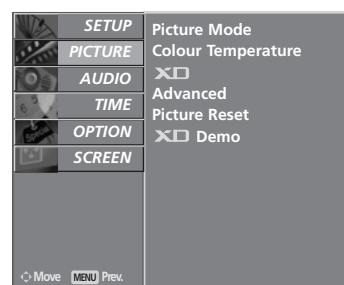 SETUP
PICTURE
AUDIO
TIME
OPTION
SCREEN
Move MENU Prev.
Picture Mode
Colour Temperature
XD
Advanced
Picture Reset
XD Demo